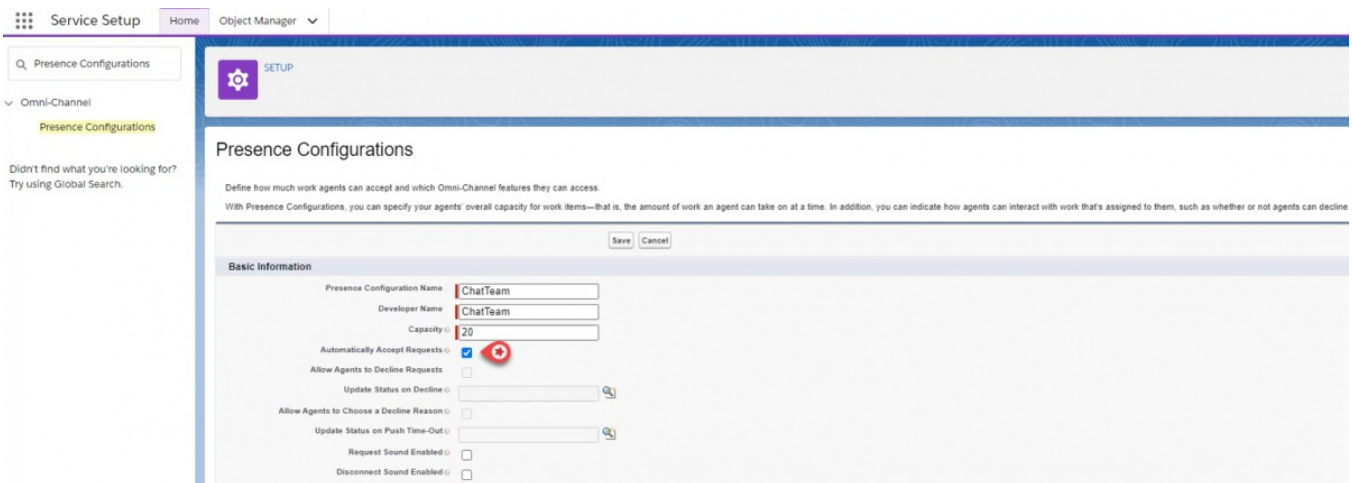 Service Setup Home Object Manager
Presence Configurations
SETUP
Omni-Channel
Presence Configurations
Didn't find what you're looking for?
Try using Global Search.
Presence Configurations
Define how much work agents can accept and which Omni-Channel features they can access.
With Presence Configurations, you can specify your agents' overall capacity for work items—that is, the amount of work an agent can take on at a time. In addition, you can indicate how agents can interact with work that's assigned to them, such as whether or not agents can decline
Save Cancel
Basic Information
Presence Configuration Name ChatTeam
Developer Name ChatTeam
Capacity 20
Automatically Accept Requests
Allow Agents to Decline Requests
Update Status on Decline
Allow Agents to Choose a Decline Reason
Update Status on Push Time-Out
Request Sound Enabled
Disconnect Sound Enabled